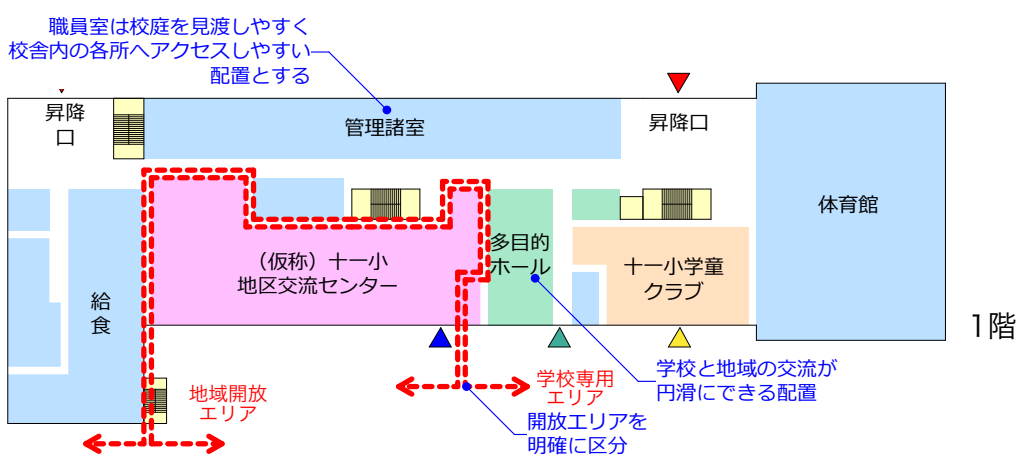 職員室は校庭を見渡しやすく
校舎内の各所へアクセスしやすい
配置とする
昇降
口
管理諸室
昇降口
体育館
(仮称)十一小
地区交流センター
多目的
ホール
十一小学童
クラブ
給
食
1階
地域開放
エリア
学校専用
エリア
学校と地域の交流が
円滑にできる配置
開放エリアを
明確に区分